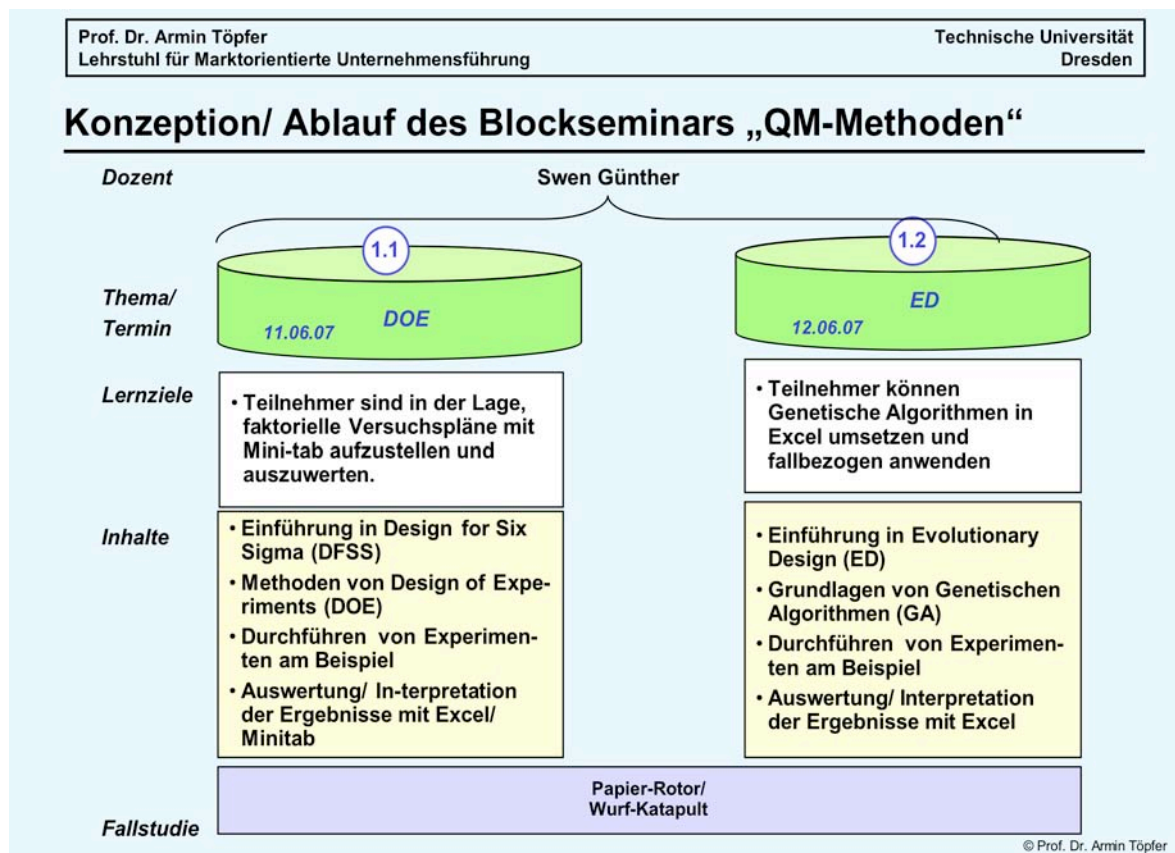 Prof. Dr. Armin Töpfer
Lehrstuhl für Marktorientierte Unternehmensführung
Technische Universität
Dresden
Konzeption/ Ablauf des Blockseminars „QM-Methoden“
Dozent
Swen Günther
1.1
1.2
Thema/
Termin
11.06.07
DOE
12.06.07
ED
Lernziele
• Teilnehmer sind in der Lage,
faktorielle Versuchspläne mit
Mini-tab aufzustellen und
auszuwerten.
• Teilnehmer können
Genetische Algorithmen in
Excel umsetzen und
fallbezogen anwenden
Inhalte
• Einführung in Design for Six
Sigma (DFSS)
• Methoden von Design of Expe-
riments (DOE)
• Durchführen von Experimen-
ten am Beispiel
• Auswertung/ In-terpretation
der Ergebnisse mit Excel/
Minitab
• Einführung in Evolutionary
Design (ED)
• Grundlagen von Genetischen
Algorithmen (GA)
• Durchführen von Experimen-
ten am Beispiel
• Auswertung/ Interpretation
der Ergebnisse mit Excel
Fallstudie
Papier-Rotor/
Wurf-Katapult
© Prof. Dr. Armin Töpfer